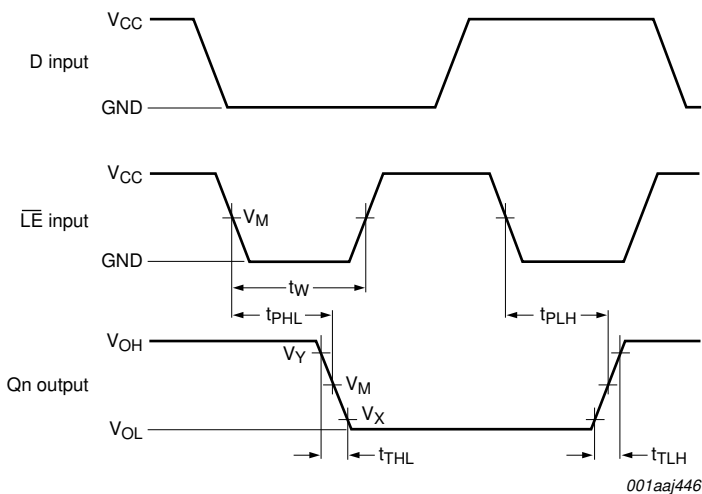 VCC
D input
GND
VCC
LE input
VM
GND
tW
tPHL
tPLH
VOH
VY
Qn output
VM
VX
VOL
tTHL
tTLH
001aaj446